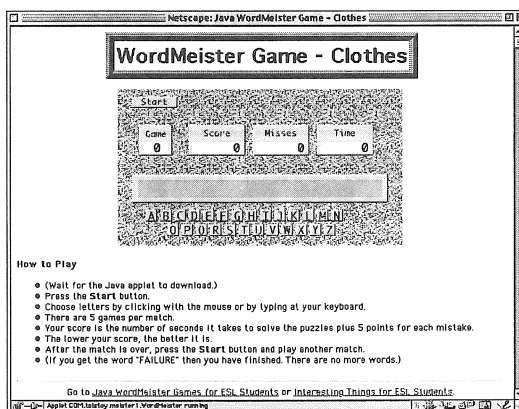 Netscape: Java WordMeister Game - Clothes
WordMeister Game - Clothes
Start
Game Score Misses Time
0 0 0 0
A B C D E F G H I J K L M N
O P Q R S T U V W X Y Z
How to Play
(Wait for the Java applet to download.)
Press the Start button.
Choose letters by clicking with the mouse or by typing at your keyboard.
There are 5 games per match.
Your score is the number of seconds it takes to solve the puzzles plus 5 points for each mistake.
The lower your score, the better it is.
After the match is over, press the Start button and play another match.
(If you get the word "FAILURE" then you have finished. There are no more words.)
Go to Java WordMeister Games for ESL Students or Interesting Things for ESL Students.
Applet COM.tolstoy.meister1.WordMeister running